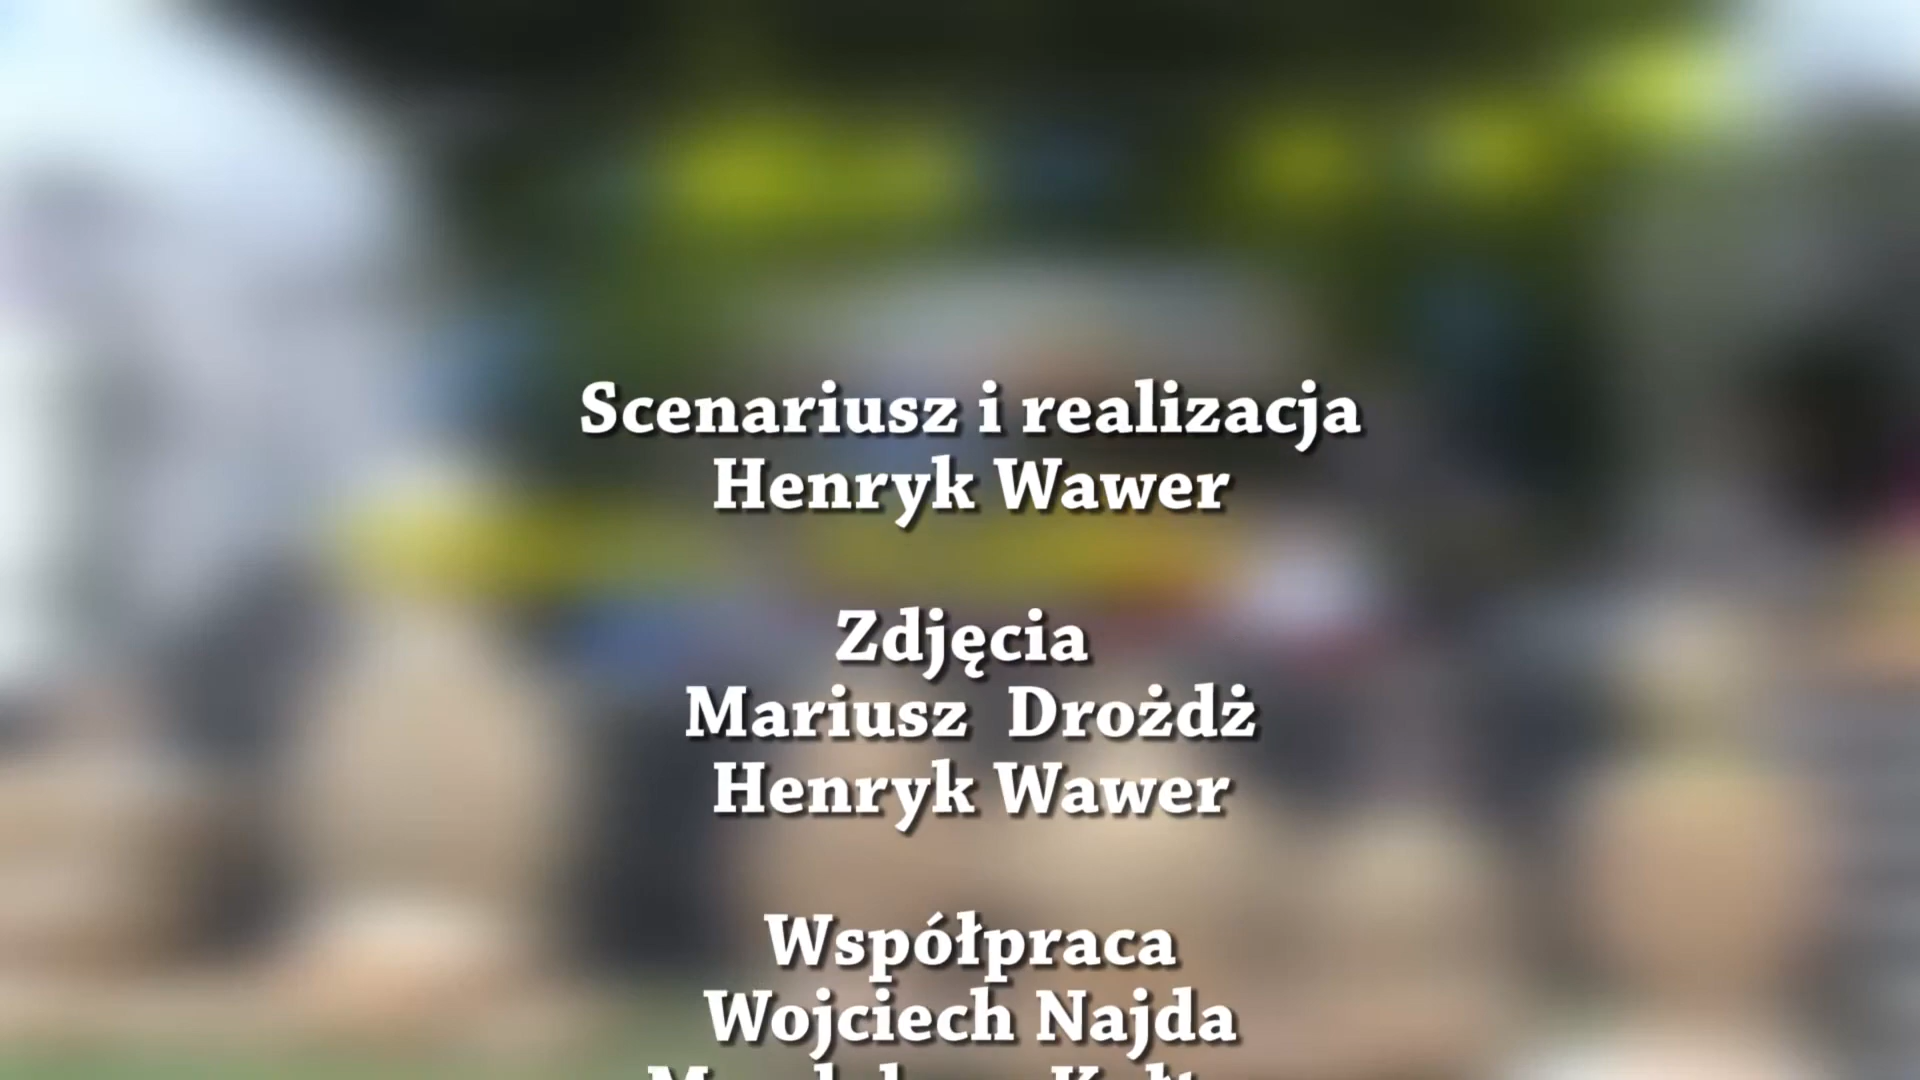 Scenariusz i realizacja
Henryk Wawer
Zdjęcia
Mariusz Drożdż
Henryk Wawer
Współpraca
Wojciech Najda